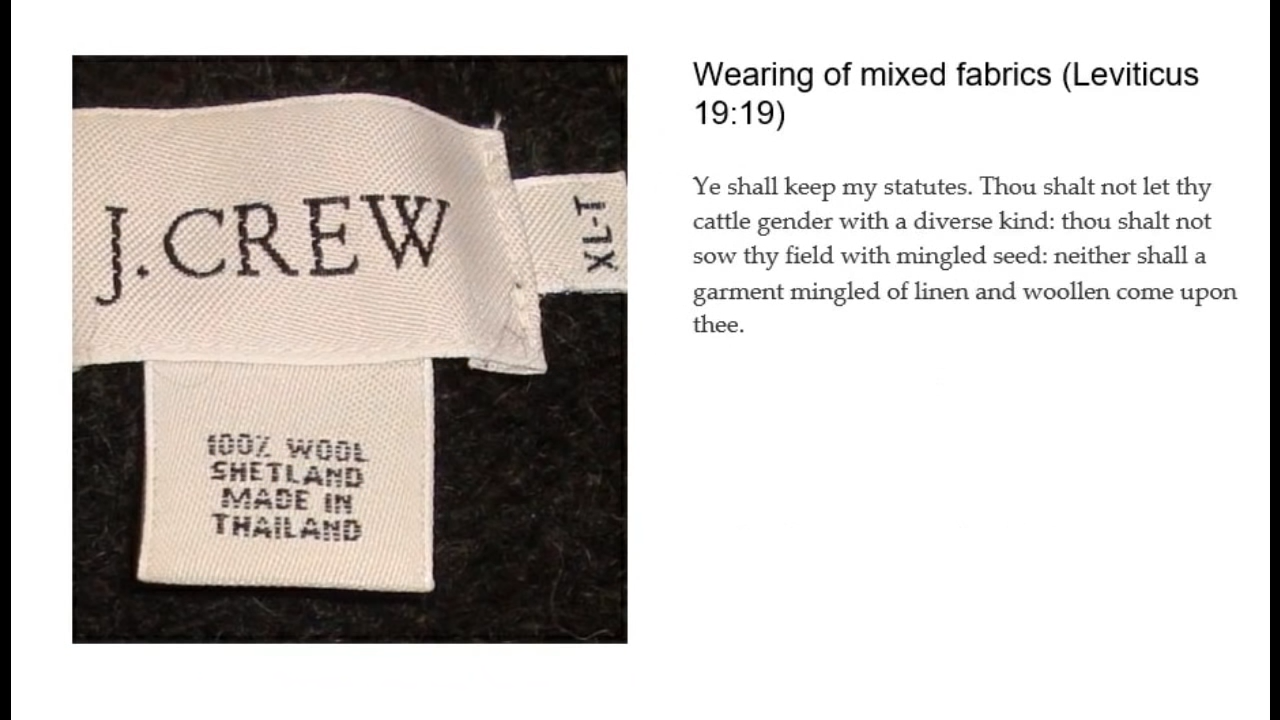 J.CREW
XL-T
100% WOOL
SHETLAND
MADE IN
THAILAND
Wearing of mixed fabrics (Leviticus
19:19)
Ye shall keep my statutes. Thou shalt not let thy
cattle gender with a diverse kind: thou shalt not
sow thy field with mingled seed: neither shall a
garment mingled of linen and woollen come upon
thee.